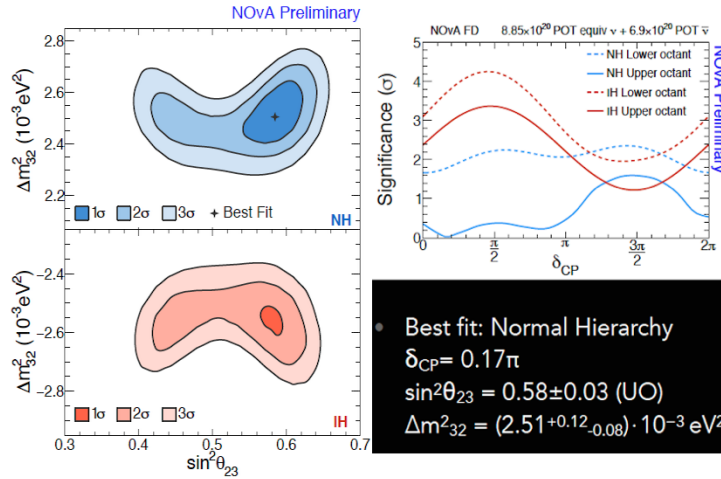 NOvA Preliminary
Δm²₃₂ (10⁻³ eV²)
2.8
2.6
2.4
2.2
1σ 2σ 3σ Best Fit
NH
Δm²₃₂ (10⁻³ eV²)
-2.4
-2.6
-2.8
1σ 2σ 3σ
IH
0.3 0.4 0.5 0.6 0.7
sin²θ₂₃
NOvA FD 8.85×10²⁰ POT equiv ν + 6.9×10²⁰ POT ν̅
NOvA Preliminary
Significance (σ)
5
4
3
2
1
0
NH Lower octant
NH Upper octant
IH Lower octant
IH Upper octant
0 π/2 π 3π/2 2π
δCP
• Best fit: Normal Hierarchy
δCP= 0.17π
sin²θ₂₃ = 0.58±0.03 (UO)
Δm²₃₂ = (2.51⁺⁰·¹²₋₀.₀₈)·10⁻³ eV²